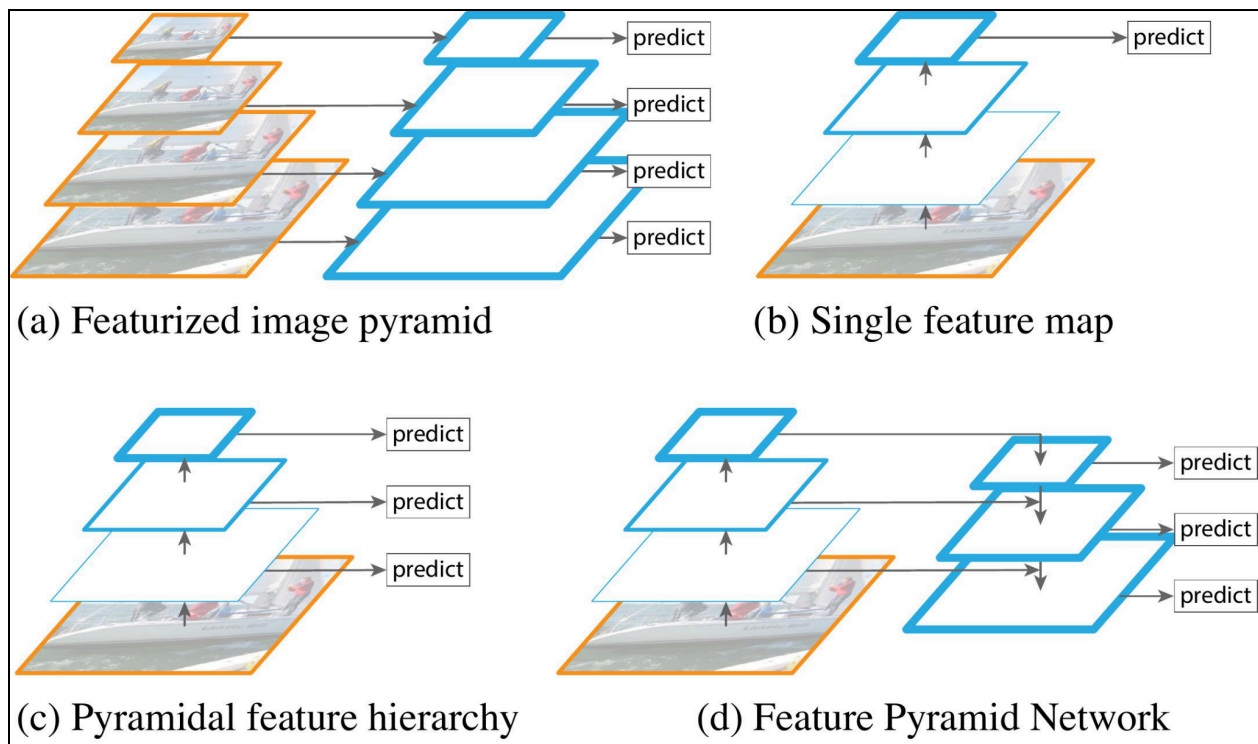 predict
predict
predict
predict
(a) Featurized image pyramid
predict
(b) Single feature map
predict
predict
predict
(c) Pyramidal feature hierarchy
predict
predict
predict
(d) Feature Pyramid Network